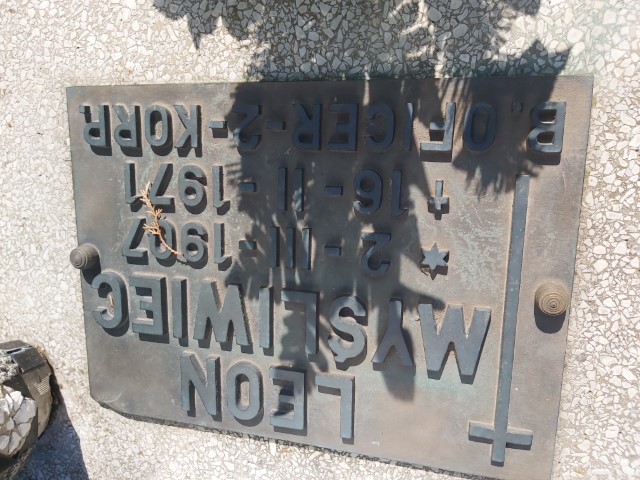 LEON
MYŚLIWIEC
* 2 - III - 1907
✝ 16 - II - 1971
B. OFICER - 2 - KORP.